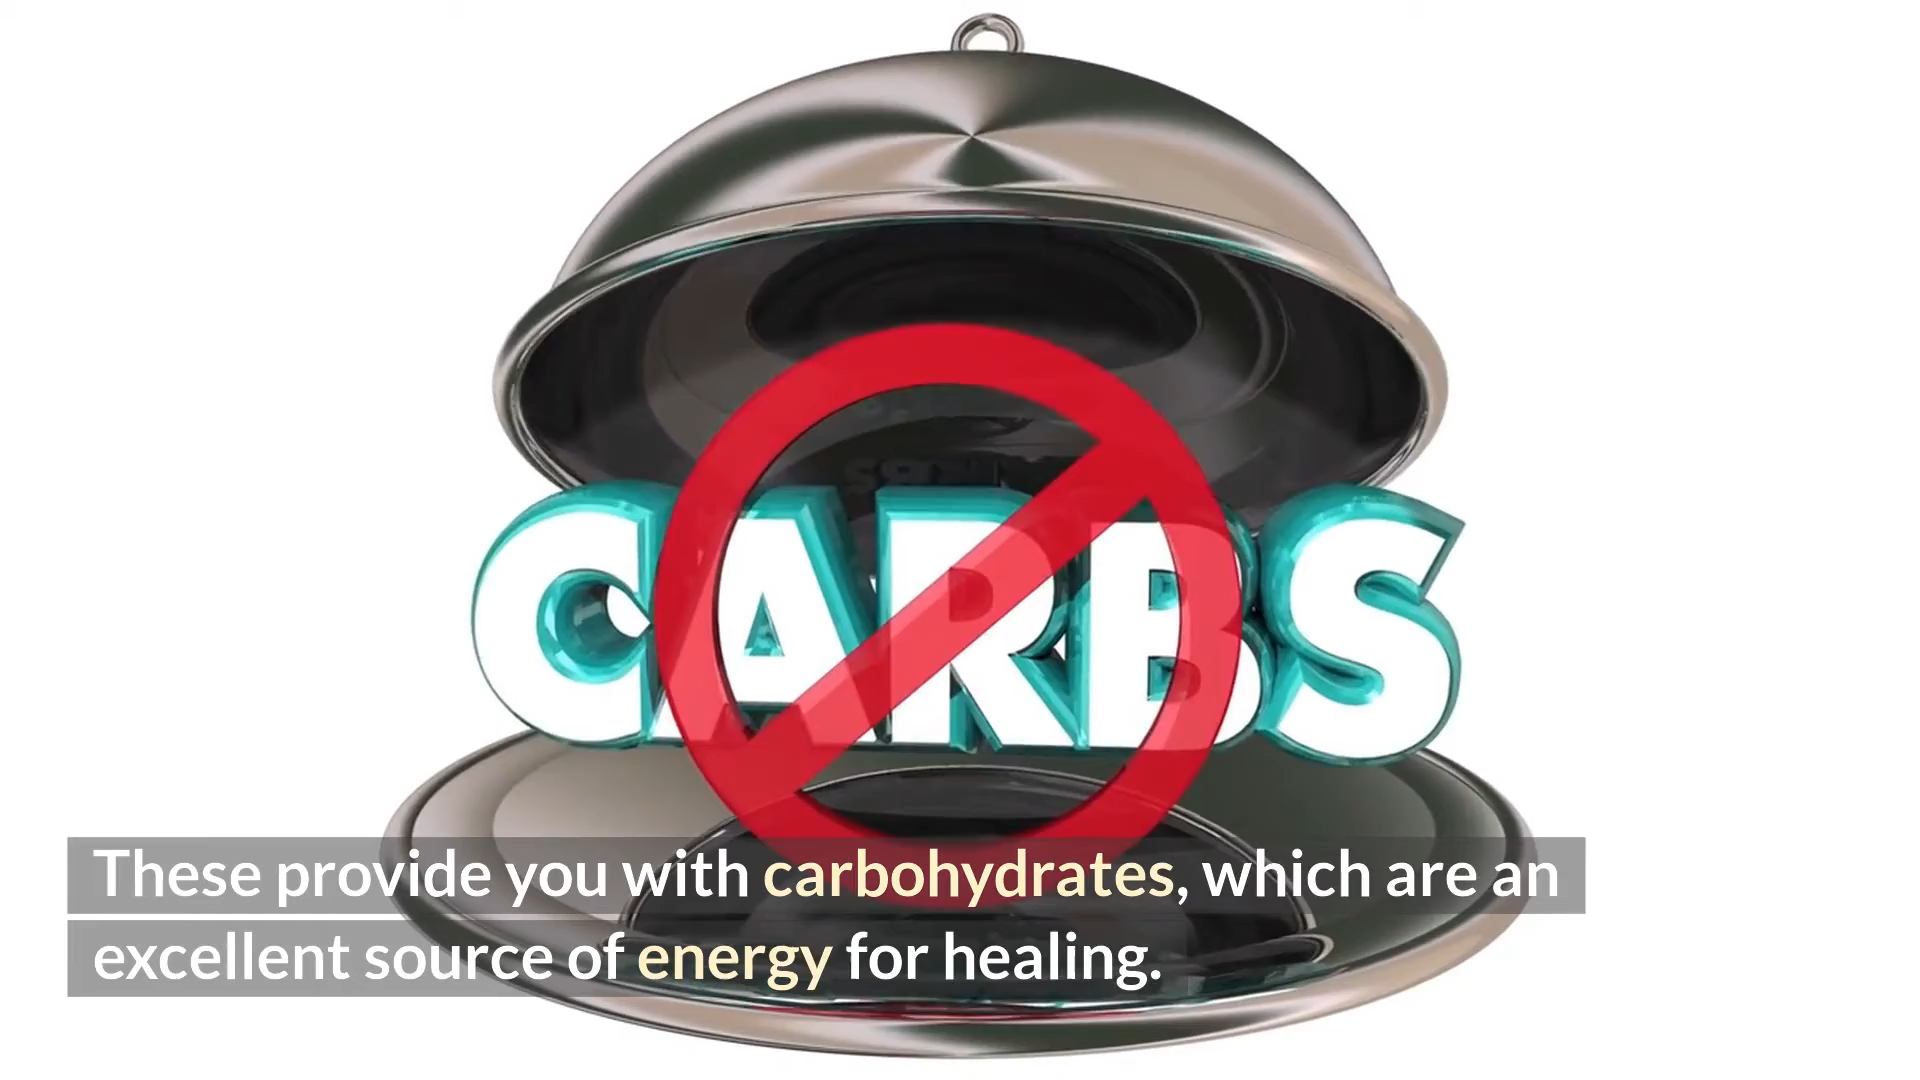 CARBS
These provide you with carbohydrates, which are an
excellent source of energy for healing.